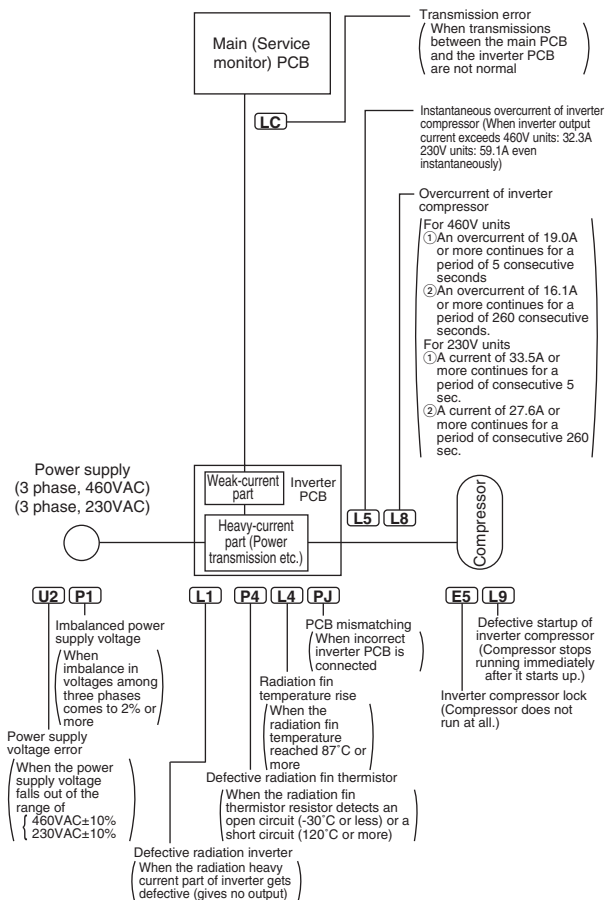 Main (Service
monitor) PCB
Transmission error
(When transmissions
between the main PCB
and the inverter PCB
are not normal)
LC
Instantaneous overcurrent of inverter
compressor (When inverter output
current exceeds 460V units: 32.3A
230V units: 59.1A even
instantaneously)
Overcurrent of inverter
compressor
(For 460V units
①An overcurrent of 19.0A
or more continues for a
period of 5 consecutive
seconds
②An overcurrent of 16.1A
or more continues for a
period of 260 consecutive
seconds.
For 230V units
①A current of 33.5A or
more continues for a
period of consecutive 5
sec.
②A current of 27.6A or
more continues for a
period of consecutive 260
sec.)
Power supply
(3 phase, 460VAC)
(3 phase, 230VAC)
Weak-current
part
Inverter
PCB
Heavy-current
part (Power
transmission etc.)
L5 L8
Compressor
U2 P1
L1 P4 L4 PJ
E5 L9
Imbalanced power
supply voltage
(When
imbalance in
voltages among
three phases
comes to 2% or
more)
Power supply
voltage error
(When the power
supply voltage
falls out of the
range of
{ 460VAC±10%
230VAC±10%)
PCB mismatching
(When incorrect
inverter PCB is
connected)
Radiation fin
temperature rise
(When the
radiation fin
temperature
reached 87˚C or
more)
Defective radiation fin thermistor
(When the radiation fin
thermistor resistor detects an
open circuit (-30˚C or less) or a
short circuit (120˚C or more))
Defective radiation inverter
(When the radiation heavy
current part of inverter gets
defective (gives no output))
Defective startup of
inverter compressor
(Compressor stops
running immediately
after it starts up.)
Inverter compressor lock
(Compressor does not
run at all.)